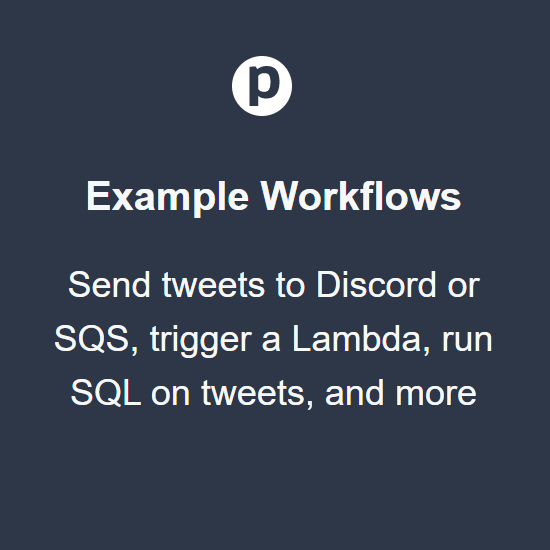 p
Example Workflows
Send tweets to Discord or
SQS, trigger a Lambda, run
SQL on tweets, and more